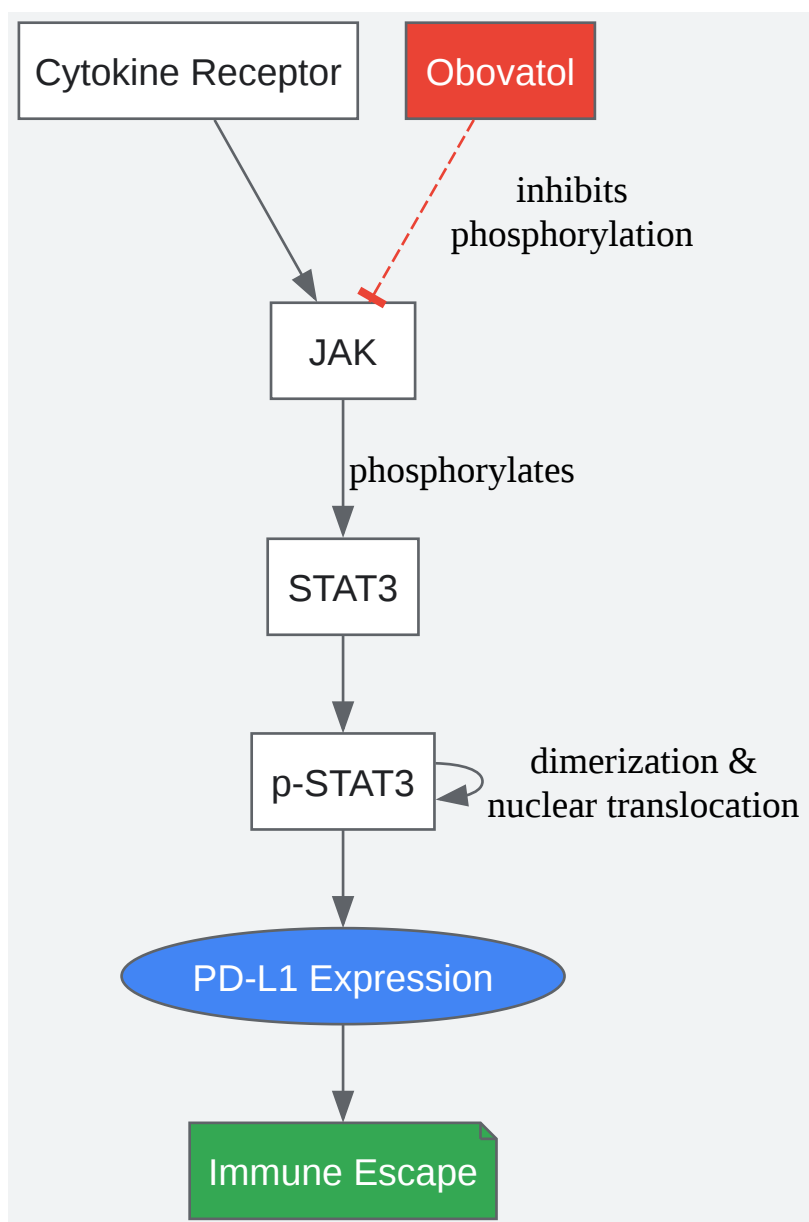 Cytokine Receptor
Obovatol
inhibits
phosphorylation
JAK
phosphorylates
STAT3
p-STAT3
dimerization &
nuclear translocation
PD-L1 Expression
Immune Escape